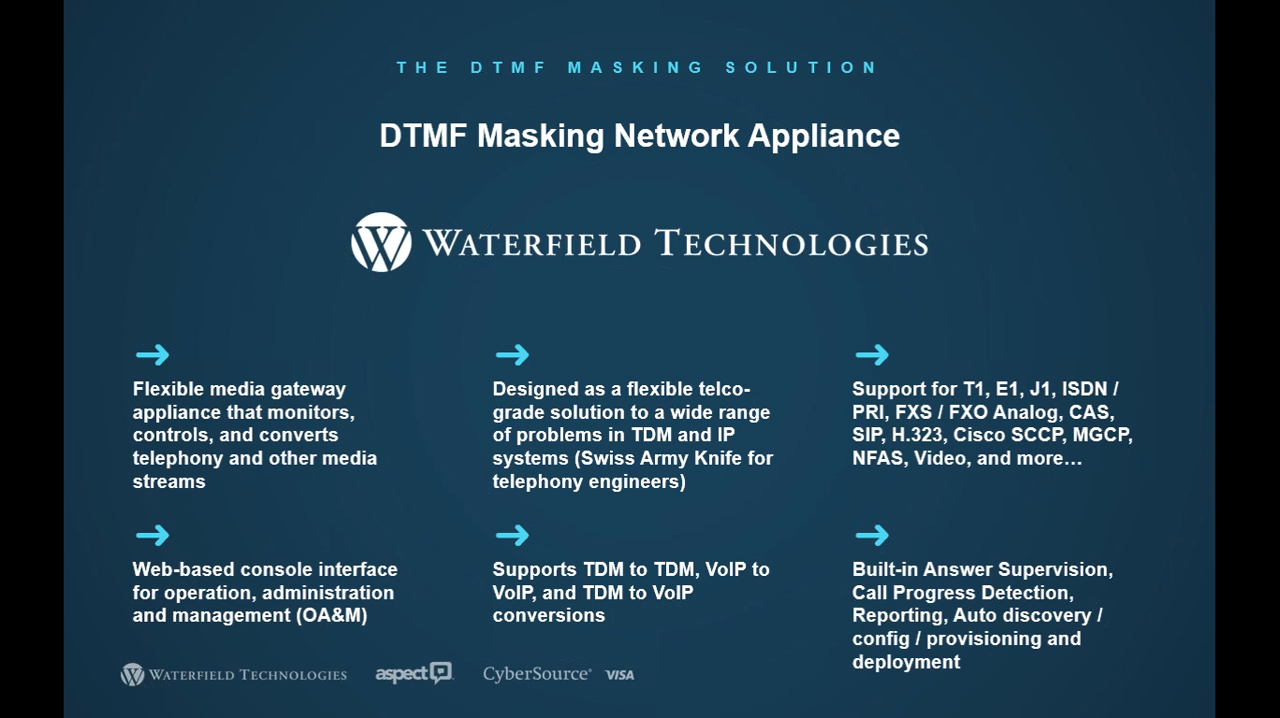 THE DTMF MASKING SOLUTION
DTMF Masking Network Appliance
W WATERFIELD TECHNOLOGIES
Flexible media gateway
appliance that monitors,
controls, and converts
telephony and other media
streams
Designed as a flexible telco-
grade solution to a wide range
of problems in TDM and IP
systems (Swiss Army Knife for
telephony engineers)
Support for T1, E1, J1, ISDN /
PRI, FXS / FXO Analog, CAS,
SIP, H.323, Cisco SCCP, MGCP,
NFAS, Video, and more…
Web-based console interface
for operation, administration
and management (OA&M)
Supports TDM to TDM, VoIP to
VoIP, and TDM to VoIP
conversions
Built-in Answer Supervision,
Call Progress Detection,
Reporting, Auto discovery /
config / provisioning and
deployment
W WATERFIELD TECHNOLOGIES aspect CyberSource® VISA